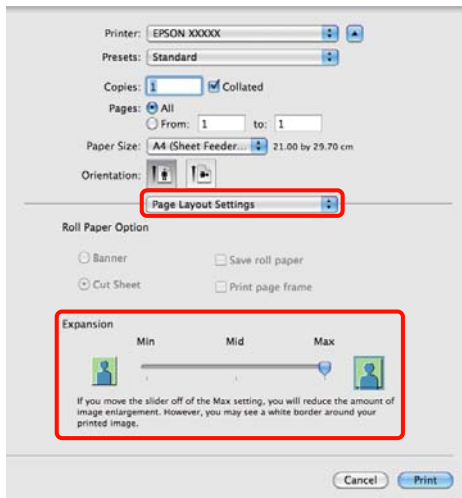 Printer: EPSON XXXXX
Presets: Standard
Copies: 1 Collated
Pages: All
From: 1 to: 1
Paper Size: A4 (Sheet Feeder... 21.00 by 29.70 cm
Orientation:
Page Layout Settings
Roll Paper Option
Banner Save roll paper
Cut Sheet Print page frame
Expansion
Min Mid Max
If you move the slider off of the Max setting, you will reduce the amount of
image enlargement. However, you may see a white border around your
printed image.
Cancel Print